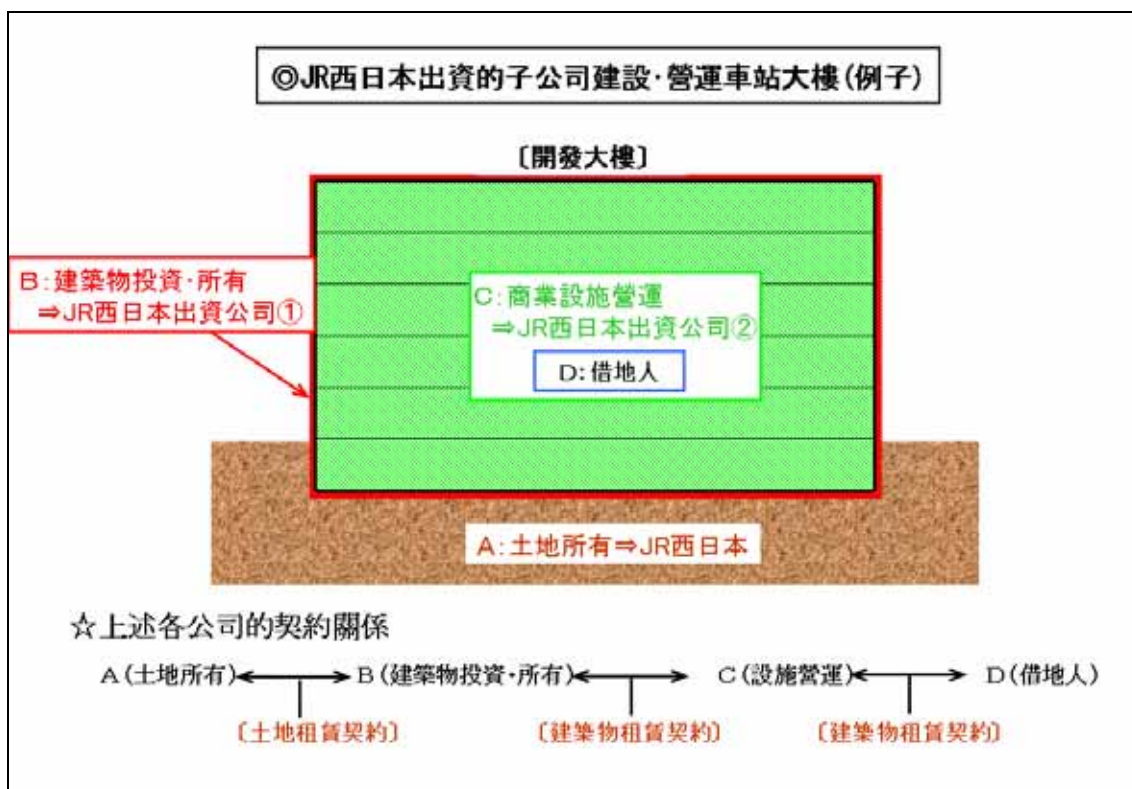 ◎JR西日本出資的子公司建設･營運車站大樓(例子)
〔開發大樓〕
B:建築物投資･所有
⇒JR西日本出資公司①
C:商業設施營運
⇒JR西日本出資公司②
D:借地人
A:土地所有⇒JR西日本
☆上述各公司的契約關係
A(土地所有) B(建築物投資･所有) C(設施營運) D(借地人)
〔土地租賃契約〕 〔建築物租賃契約〕 〔建築物租賃契約〕